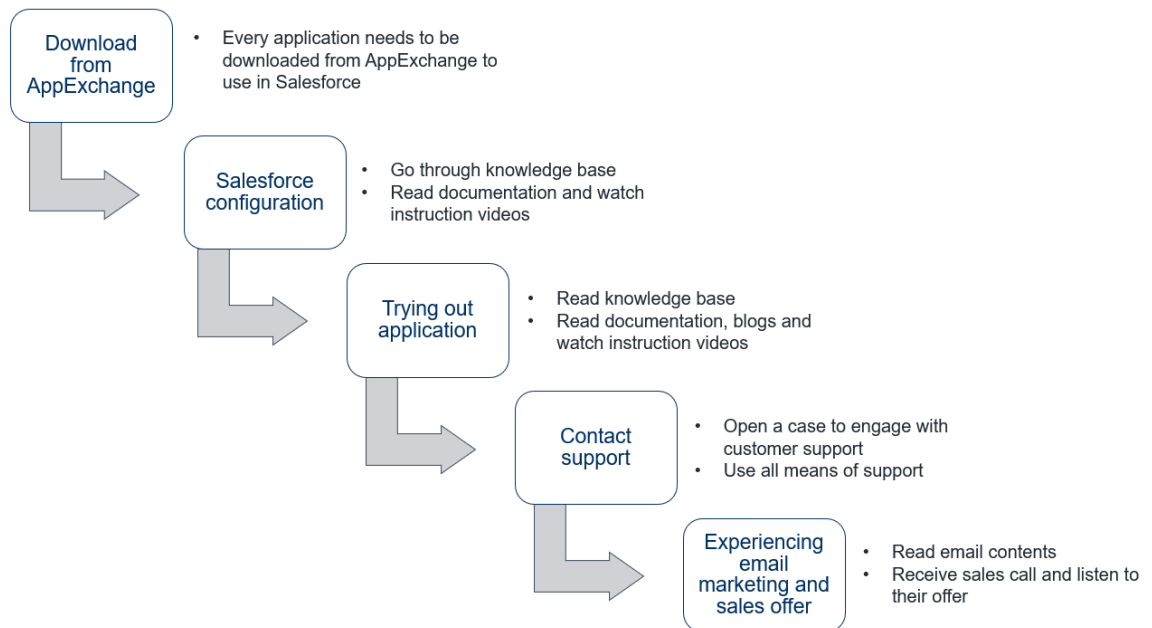 Download
from
AppExchange
• Every application needs to be
downloaded from AppExchange to
use in Salesforce
Salesforce
configuration
• Go through knowledge base
• Read documentation and watch
instruction videos
Trying out
application
• Read knowledge base
• Read documentation, blogs and
watch instruction videos
Contact
support
• Open a case to engage with
customer support
• Use all means of support
Experiencing
email
marketing and
sales offer
• Read email contents
• Receive sales call and listen to
their offer